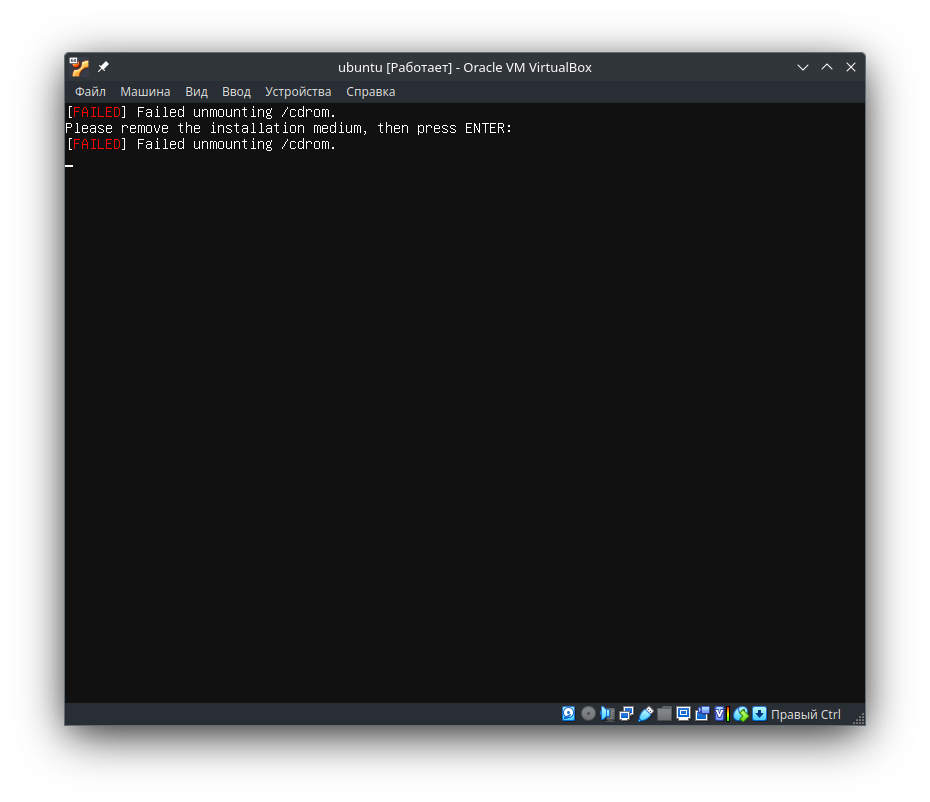 ubuntu [Работает] - Oracle VM VirtualBox
Файл Машина Вид Ввод Устройства Справка
[FAILED] Failed unmounting /cdrom.
Please remove the installation medium, then press ENTER:
[FAILED] Failed unmounting /cdrom.
Правый Ctrl